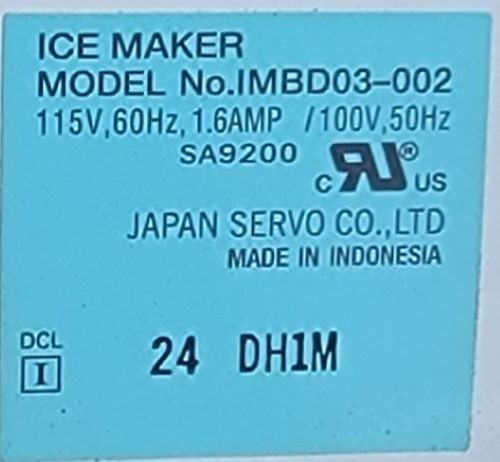 ICE MAKER
MODEL No.IMBD03-002
115V,60Hz,1.6AMP /100V,50Hz
SA9200
C RU® US
JAPAN SERVO CO.,LTD
MADE IN INDONESIA
DCL
I
24 DH1M